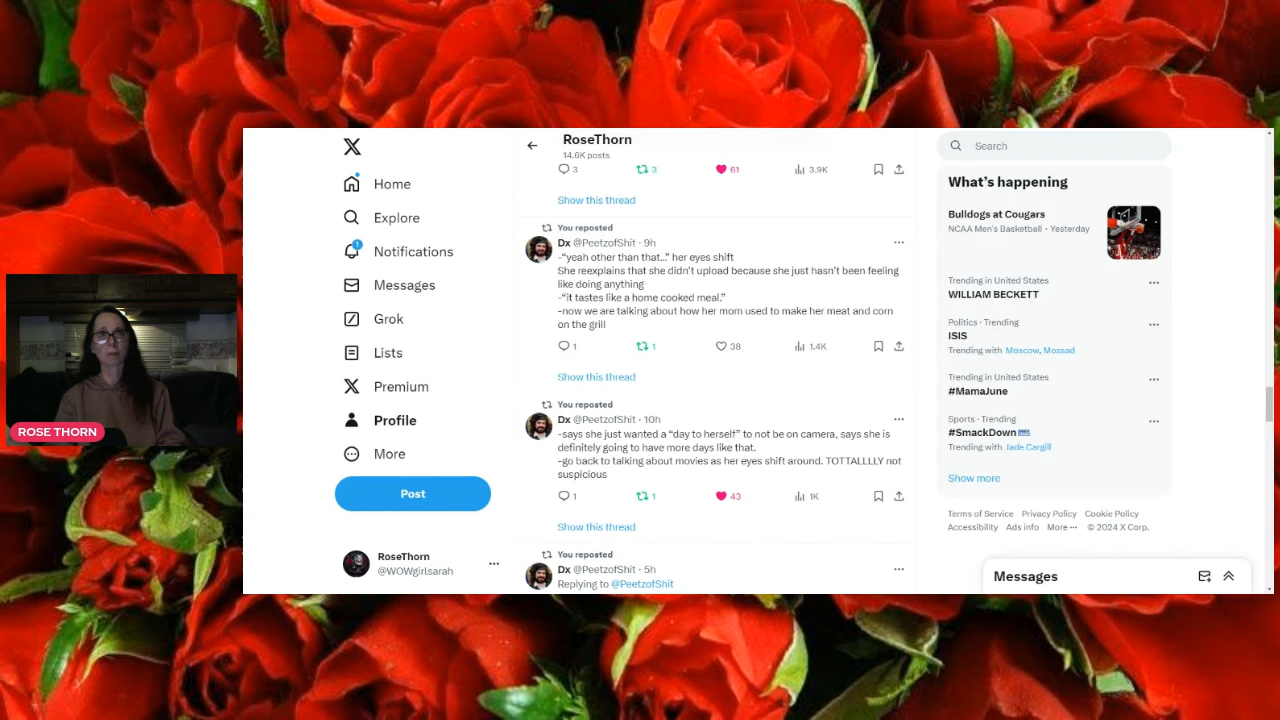 RoseThorn
14.6K posts
3
3
61
3.9K
Show this thread
Home
Explore
1
Notifications
Messages
Grok
Lists
Premium
Profile
More
Post
RoseThorn
@WOWgirlsarah
You reposted
Dx @PeetzofShit · 9h
-“yeah other than that...” her eyes shift
She reexplains that she didn’t upload because she just hasn’t been feeling
like doing anything
-“it tastes like a home cooked meal.”
-now we are talking about how her mom used to make her meat and corn
on the grill
1
1
38
1.4K
Show this thread
You reposted
Dx @PeetzofShit · 10h
-says she just wanted a “day to herself” to not be on camera, says she is
definitely going to have more days like that.
-go back to talking about movies as her eyes shift around. TOTTALLLLY not
suspicious
1
1
43
1K
Show this thread
You reposted
Dx @PeetzofShit · 5h
Replying to @PeetzofShit
Search
What’s happening
Bulldogs at Cougars
NCAA Men's Basketball · Yesterday
Trending in United States
WILLIAM BECKETT
Politics · Trending
ISIS
Trending with Moscow, Mossad
Trending in United States
#MamaJune
Sports · Trending
#SmackDown
Trending with Jade Cargill
Show more
Terms of Service Privacy Policy Cookie Policy
Accessibility Ads info More ··· © 2024 X Corp.
Messages
ROSE THORN